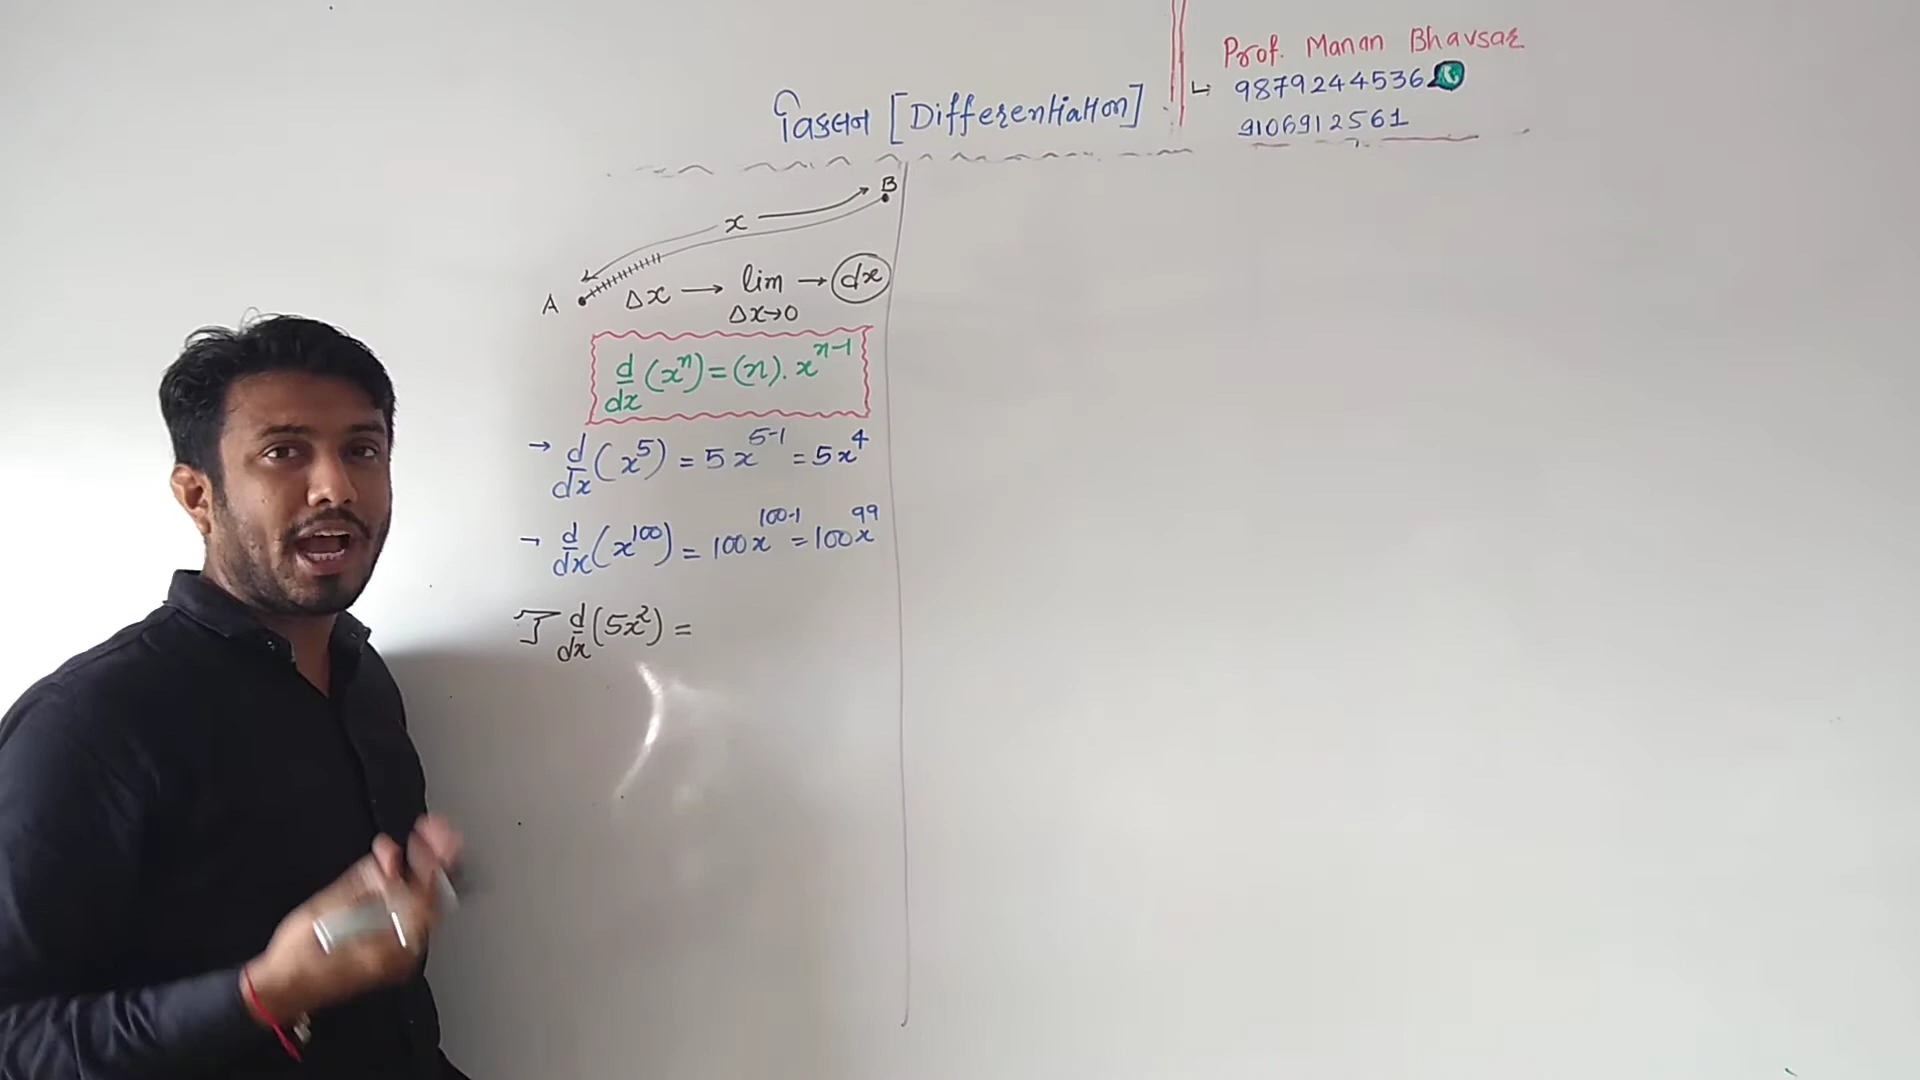 વિકલન [Differentiation]
Prof. Manan Bhavsar
↳ 9879244536
9106912561
B
x
A
Δx → lim → dx
Δx→0
d/dx (xⁿ) = (n). xⁿ⁻¹
→ d/dx (x⁵) = 5x⁵⁻¹ = 5x⁴
→ d/dx (x¹⁰⁰) = 100x¹⁰⁰⁻¹ = 100x⁹⁹
d/dx (5x²) =